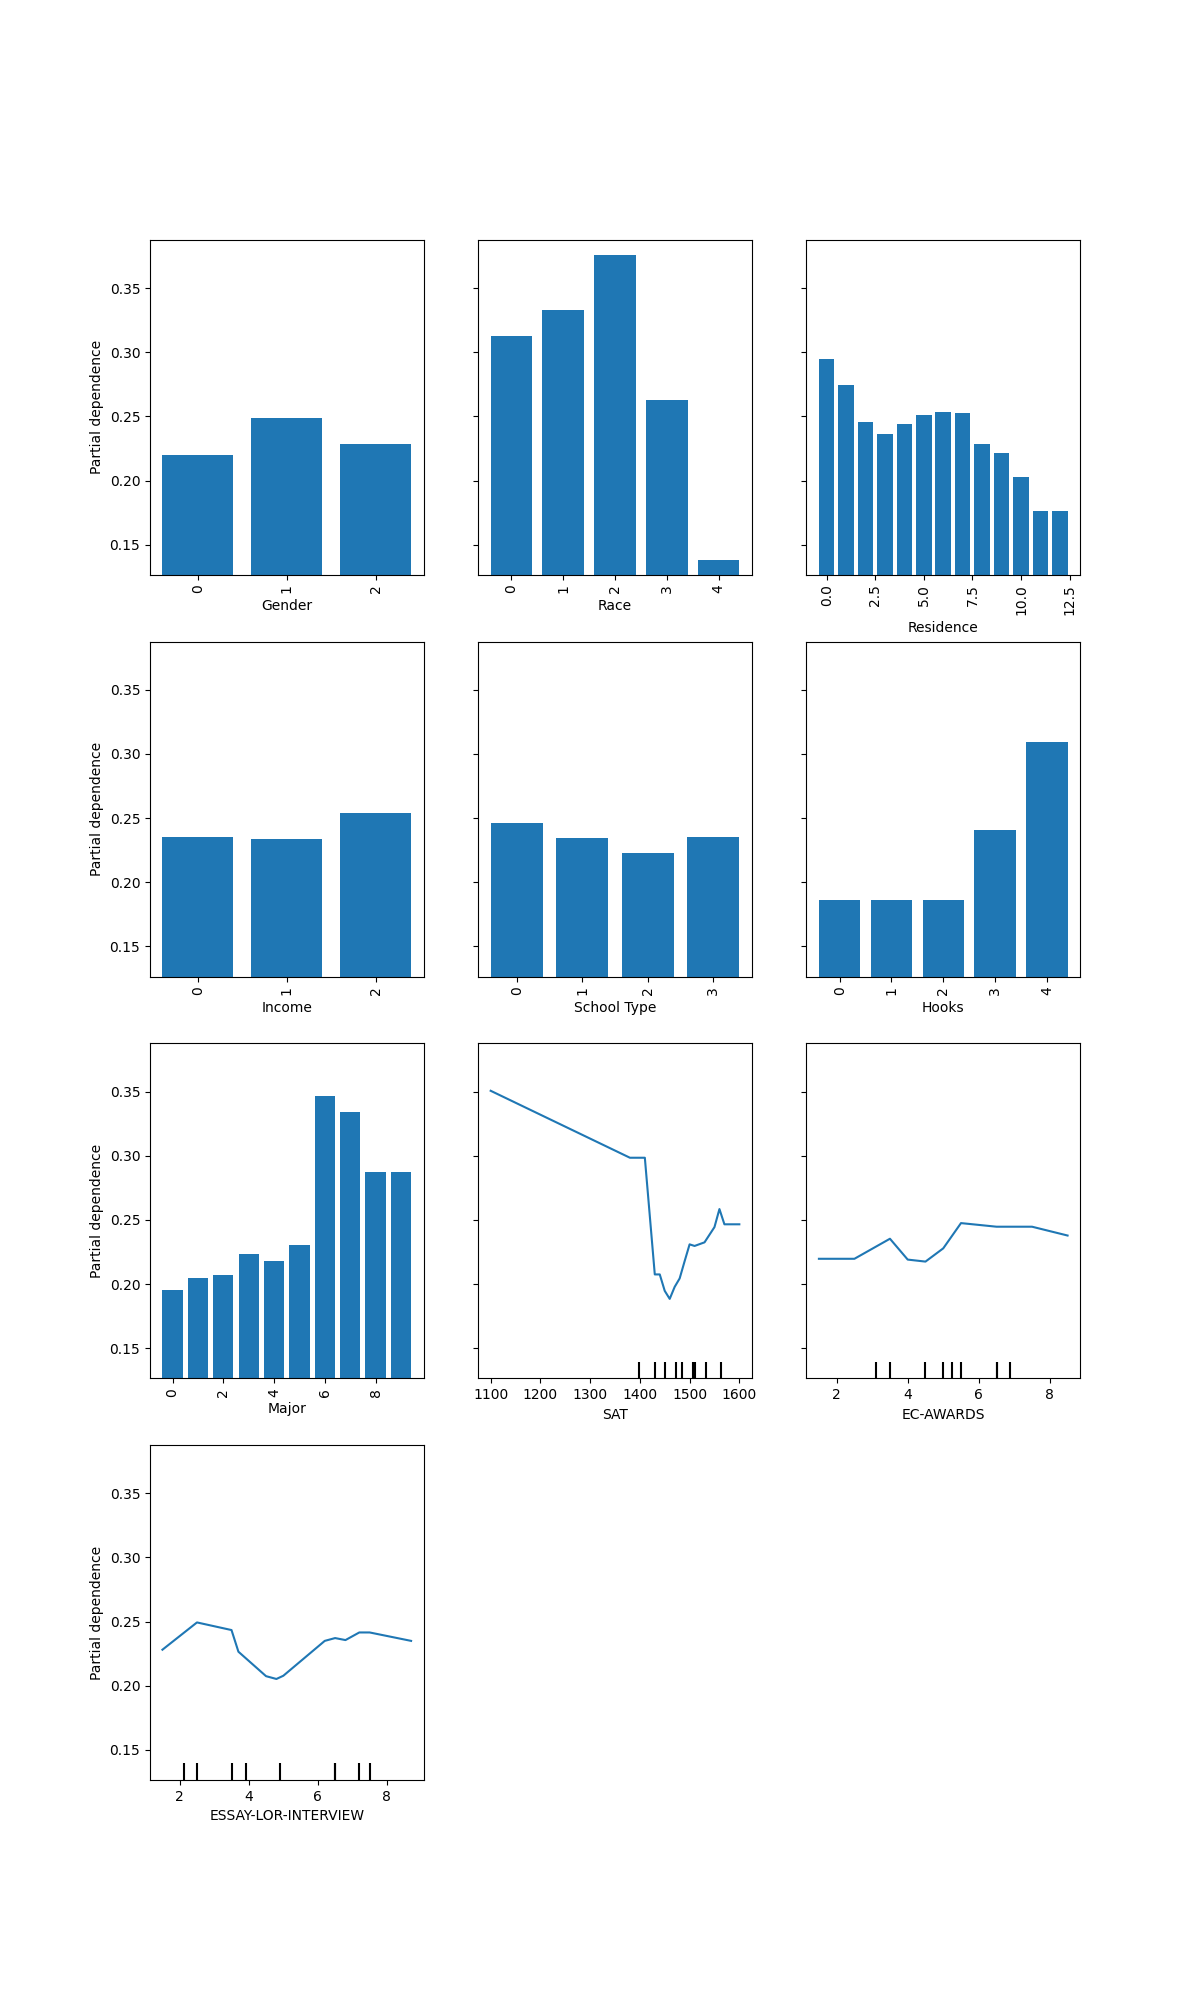 0.35
0.30
0.25
0.20
0.15
Partial dependence
0 1 2
Gender
0 1 2 3 4
Race
0.0 2.5 5.0 7.5 10.0 12.5
Residence
0.35
0.30
0.25
0.20
0.15
Partial dependence
0 1 2
Income
0 1 2 3
School Type
0 1 2 3 4
Hooks
0.35
0.30
0.25
0.20
0.15
Partial dependence
0 2 4 6 8
Major
1100 1200 1300 1400 1500 1600
SAT
2 4 6 8
EC-AWARDS
0.35
0.30
0.25
0.20
0.15
Partial dependence
2 4 6 8
ESSAY-LOR-INTERVIEW